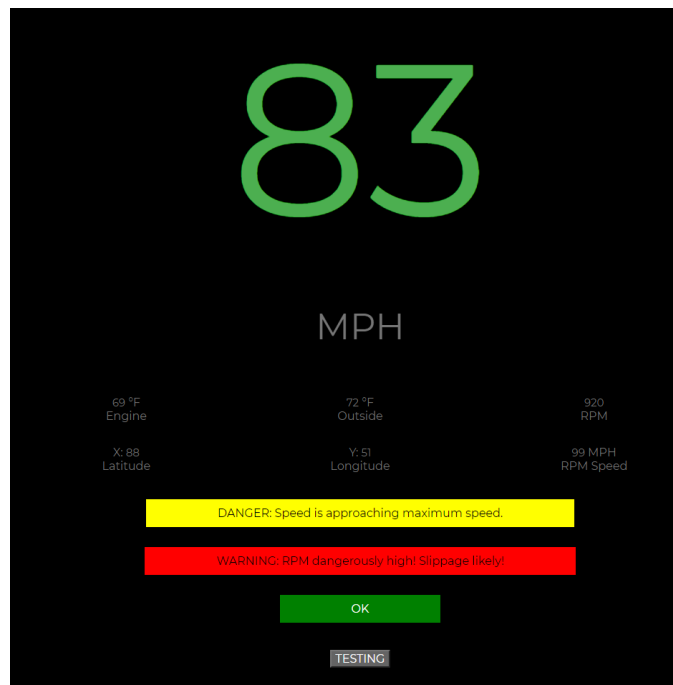 83
MPH
69 °F
Engine
72 °F
Outside
920
RPM
X: 88
Latitude
Y: 51
Longitude
99 MPH
RPM Speed
DANGER: Speed is approaching maximum speed.
WARNING: RPM dangerously high! Slippage likely!
OK
TESTING